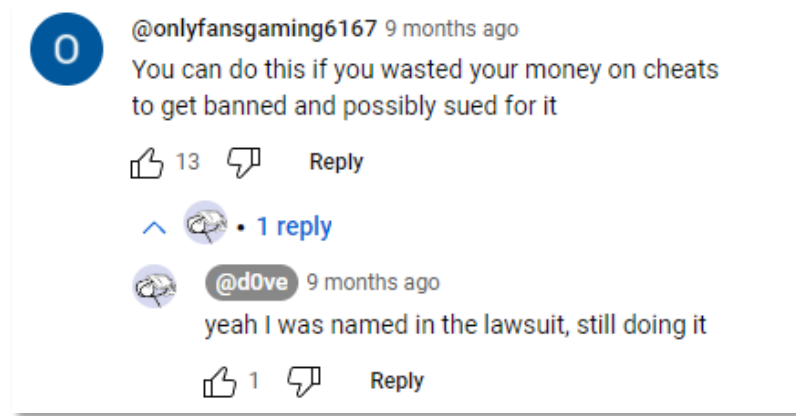 O
@onlyfansgaming6167 9 months ago
You can do this if you wasted your money on cheats
to get banned and possibly sued for it
13 Reply
• 1 reply
@d0ve 9 months ago
yeah I was named in the lawsuit, still doing it
1 Reply